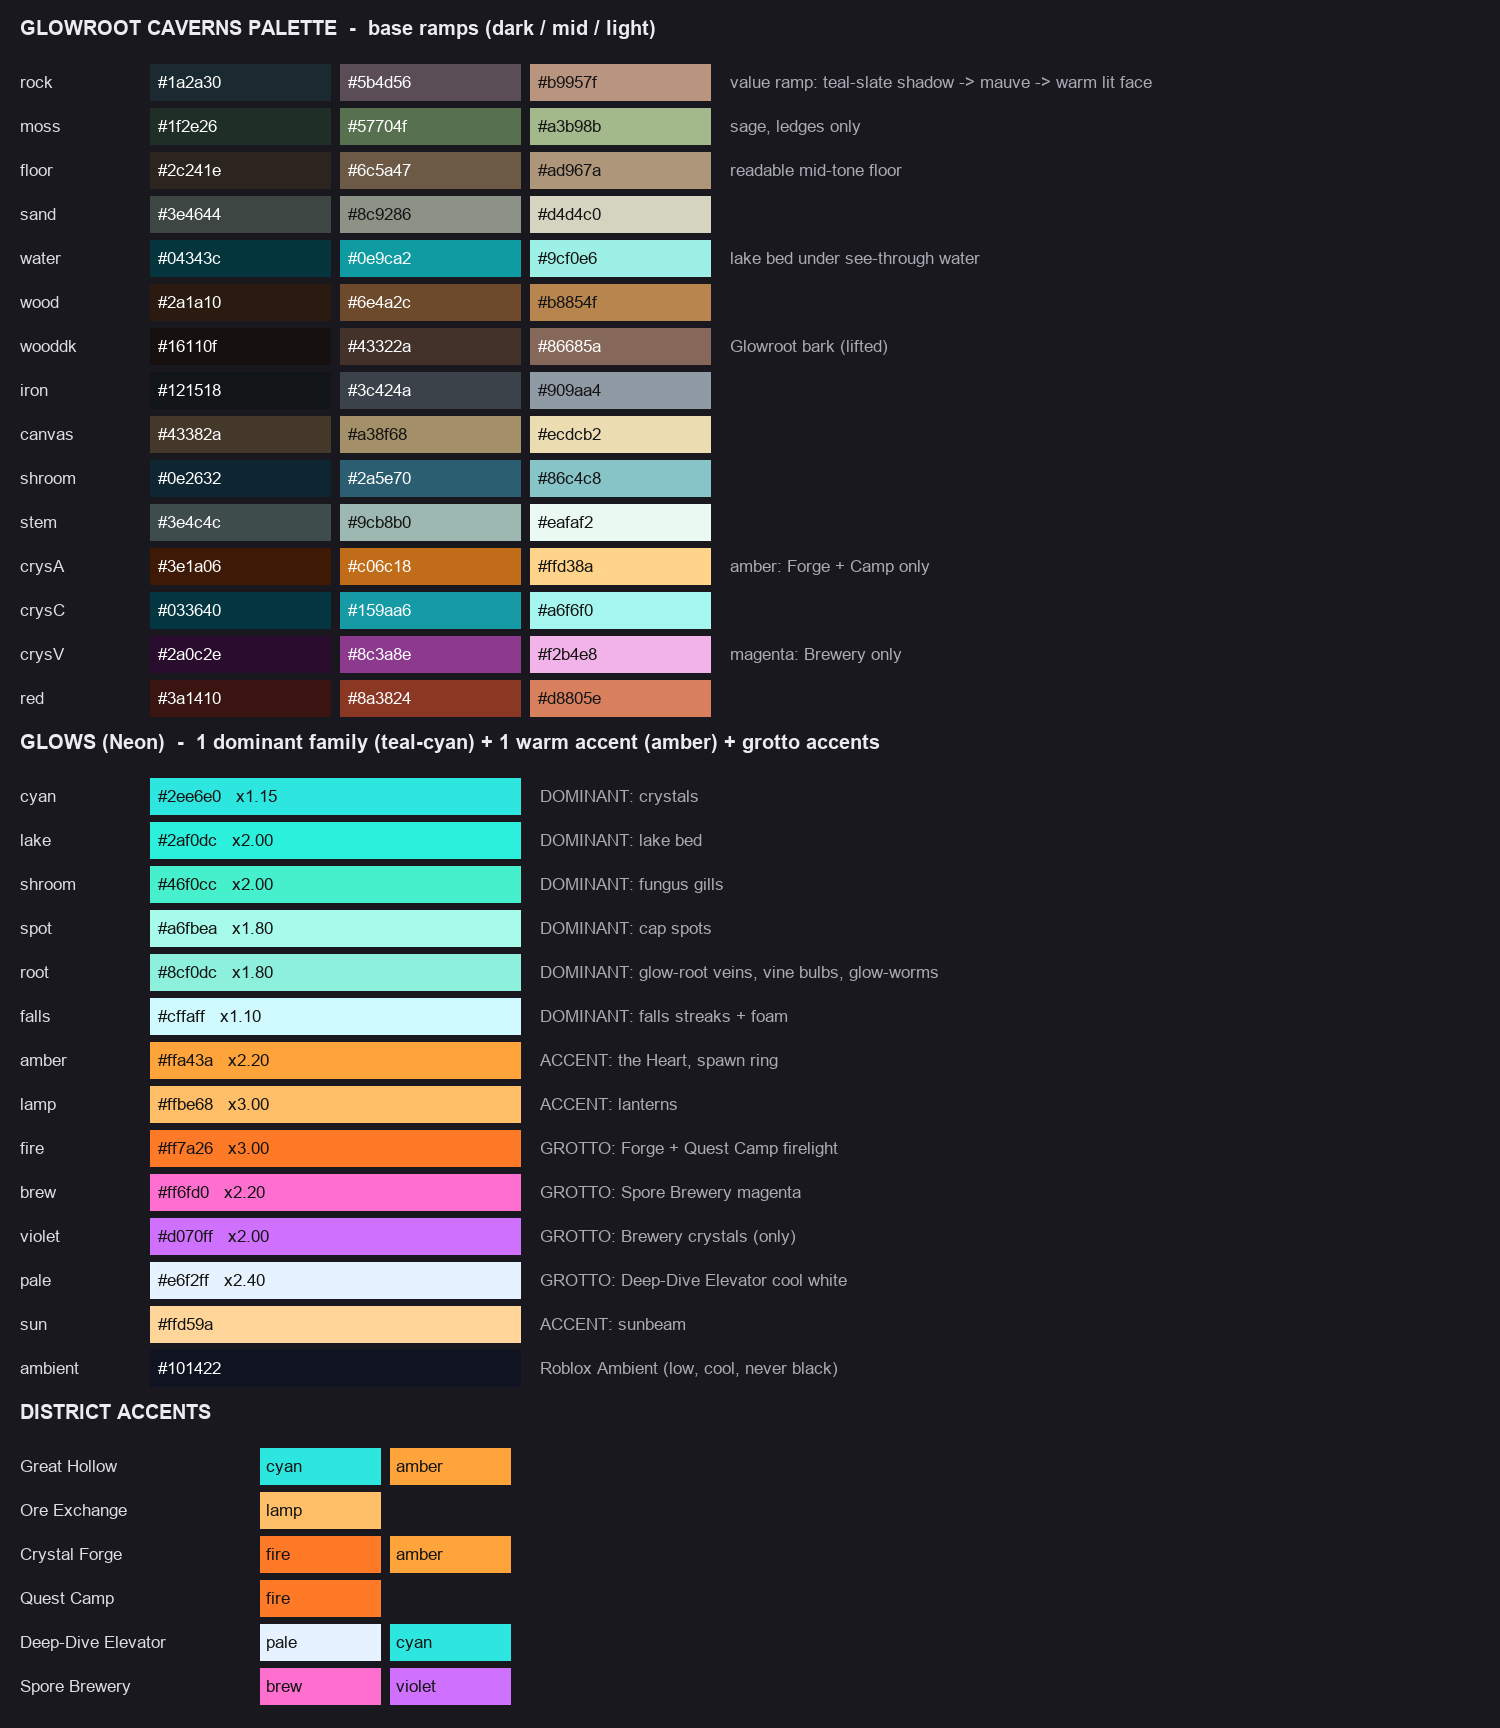 GLOWROOT CAVERNS PALETTE - base ramps (dark / mid / light)
rock #1a2a30 #5b4d56 #b9957f value ramp: teal-slate shadow -> mauve -> warm lit face
moss #1f2e26 #57704f #a3b98b sage, ledges only
floor #2c241e #6c5a47 #ad967a readable mid-tone floor
sand #3e4644 #8c9286 #d4d4c0
water #04343c #0e9ca2 #9cf0e6 lake bed under see-through water
wood #2a1a10 #6e4a2c #b8854f
wooddk #16110f #43322a #86685a Glowroot bark (lifted)
iron #121518 #3c424a #909aa4
canvas #43382a #a38f68 #ecdcb2
shroom #0e2632 #2a5e70 #86c4c8
stem #3e4c4c #9cb8b0 #eafaf2
crysA #3e1a06 #c06c18 #ffd38a amber: Forge + Camp only
crysC #033640 #159aa6 #a6f6f0
crysV #2a0c2e #8c3a8e #f2b4e8 magenta: Brewery only
red #3a1410 #8a3824 #d8805e
GLOWS (Neon) - 1 dominant family (teal-cyan) + 1 warm accent (amber) + grotto accents
cyan #2ee6e0 x1.15 DOMINANT: crystals
lake #2af0dc x2.00 DOMINANT: lake bed
shroom #46f0cc x2.00 DOMINANT: fungus gills
spot #a6fbea x1.80 DOMINANT: cap spots
root #8cf0dc x1.80 DOMINANT: glow-root veins, vine bulbs, glow-worms
falls #cffaff x1.10 DOMINANT: falls streaks + foam
amber #ffa43a x2.20 ACCENT: the Heart, spawn ring
lamp #ffbe68 x3.00 ACCENT: lanterns
fire #ff7a26 x3.00 GROTTO: Forge + Quest Camp firelight
brew #ff6fd0 x2.20 GROTTO: Spore Brewery magenta
violet #d070ff x2.00 GROTTO: Brewery crystals (only)
pale #e6f2ff x2.40 GROTTO: Deep-Dive Elevator cool white
sun #ffd59a ACCENT: sunbeam
ambient #101422 Roblox Ambient (low, cool, never black)
DISTRICT ACCENTS
Great Hollow cyan amber
Ore Exchange lamp
Crystal Forge fire amber
Quest Camp fire
Deep-Dive Elevator pale cyan
Spore Brewery brew violet